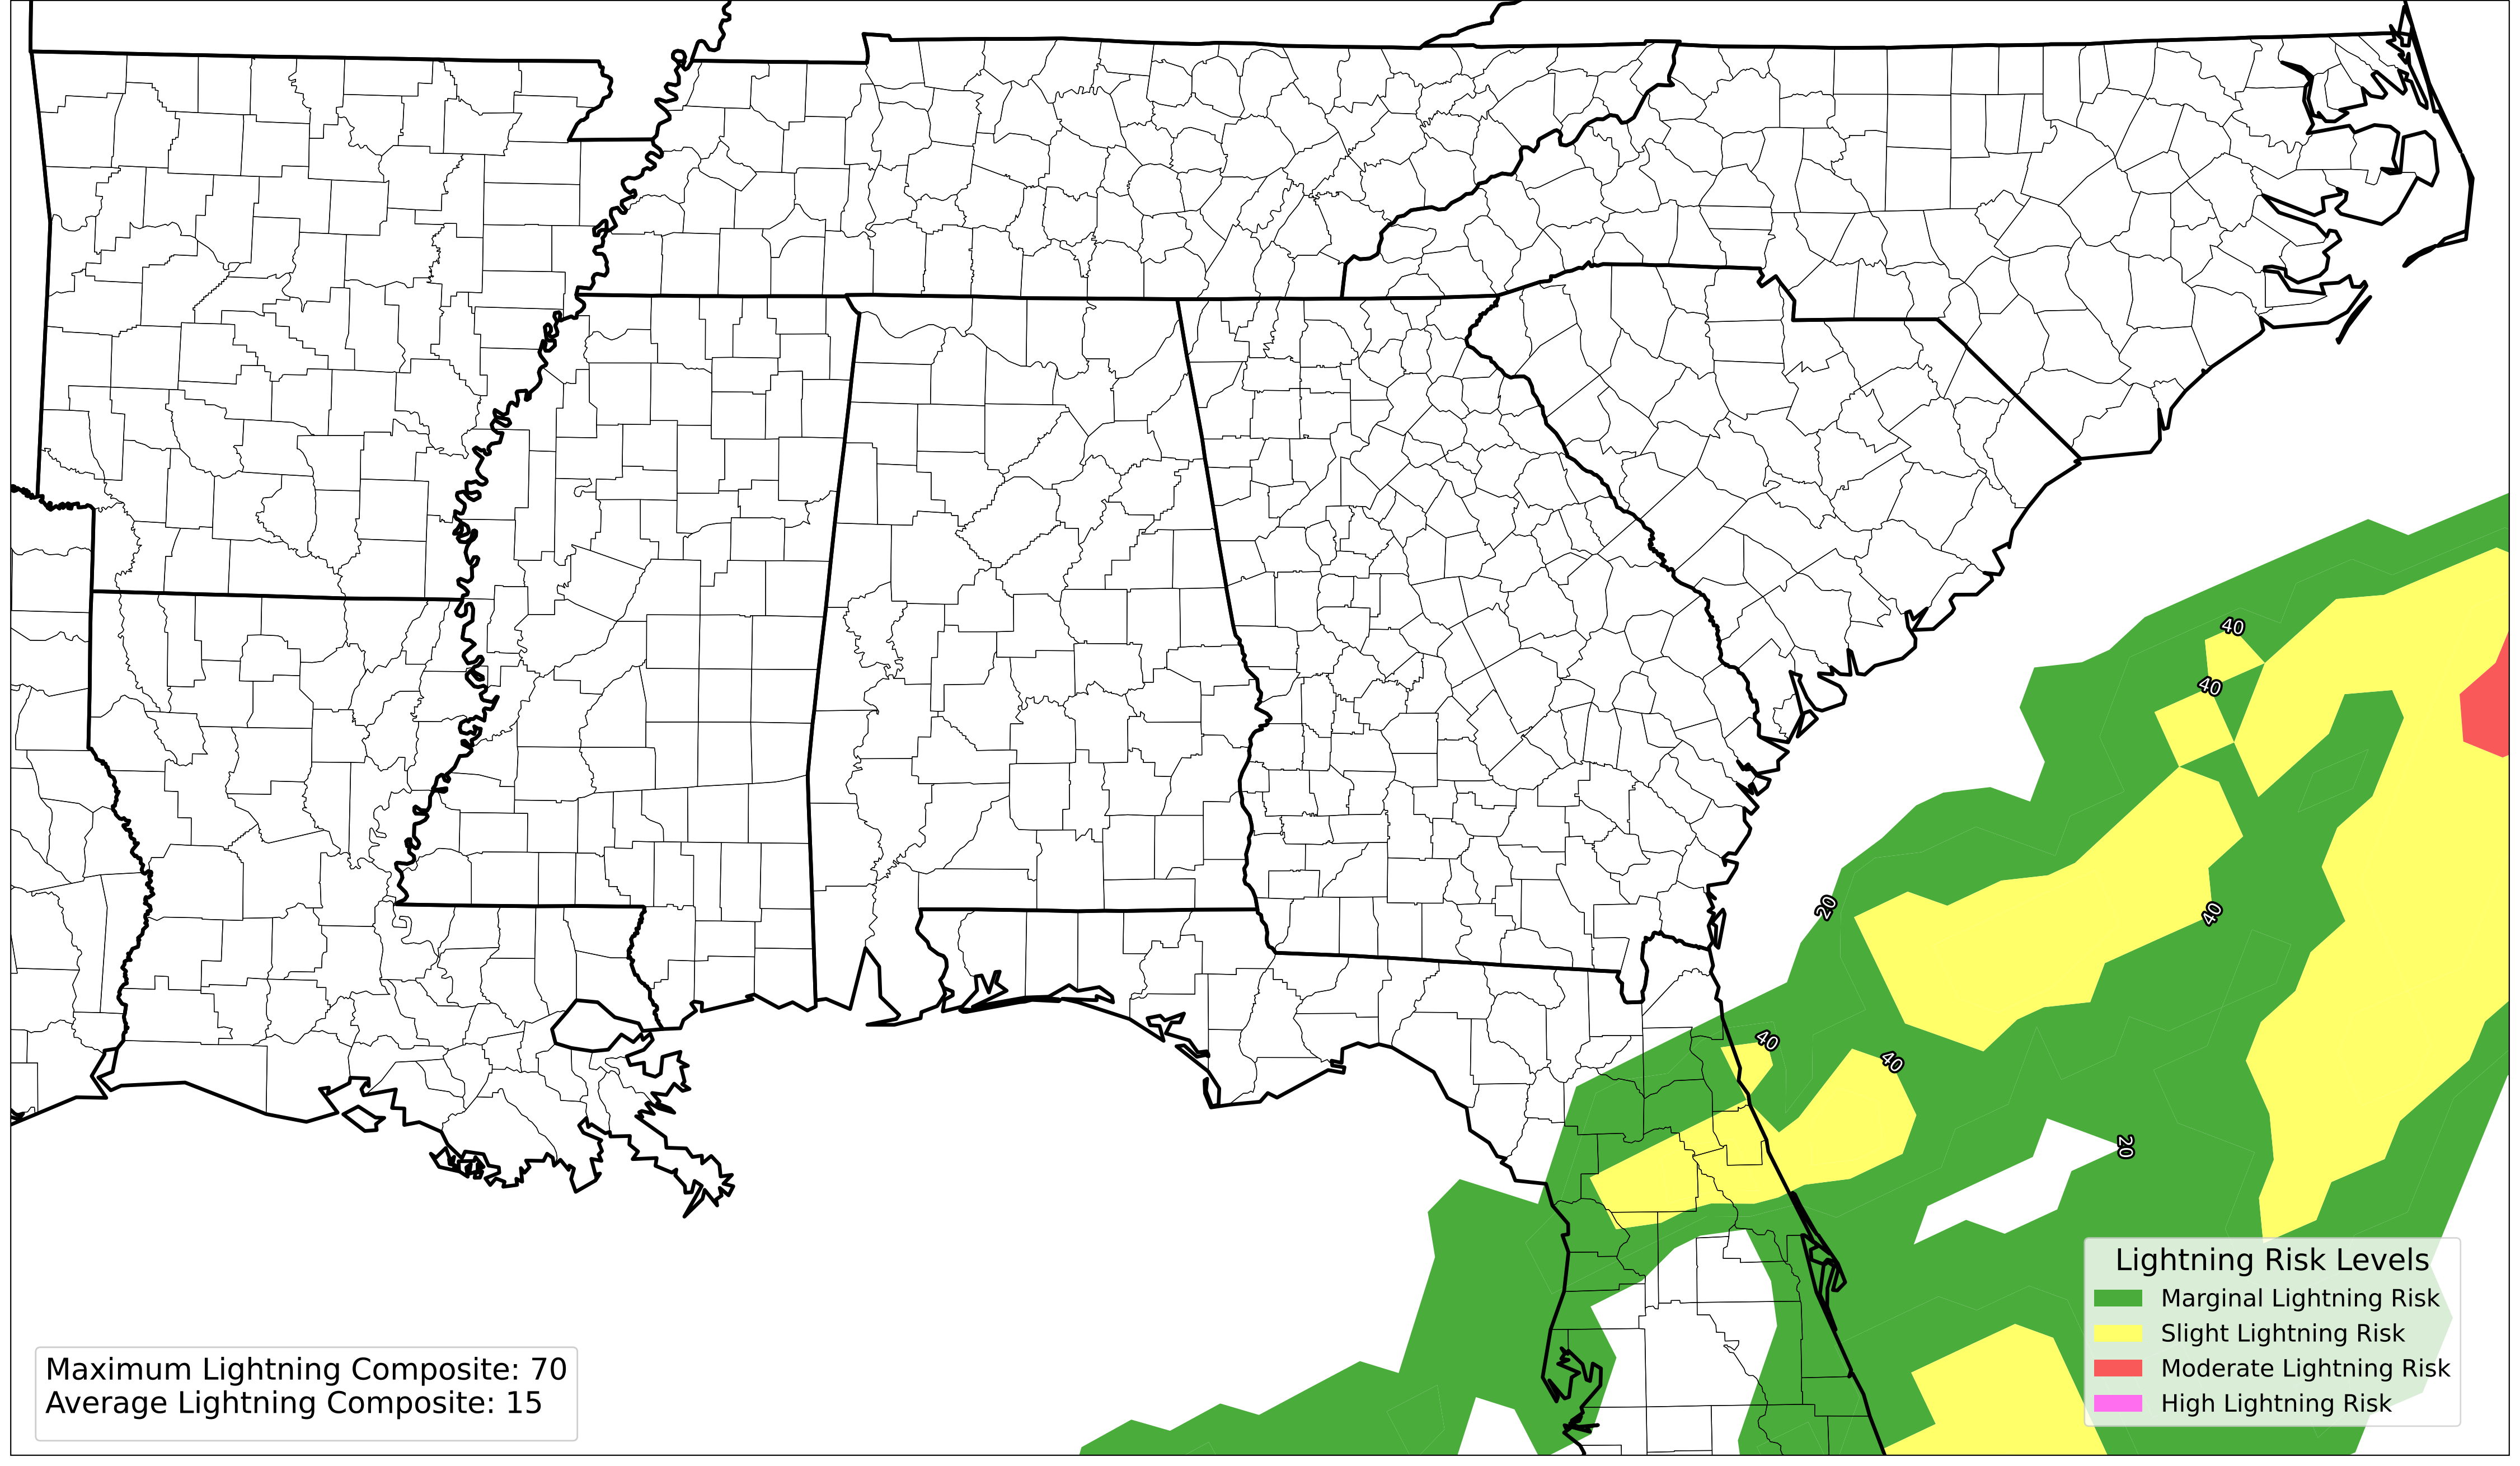 40
40
20
40
40
40
20
Lightning Risk Levels
Marginal Lightning Risk
Slight Lightning Risk
Moderate Lightning Risk
High Lightning Risk
Maximum Lightning Composite: 70
Average Lightning Composite: 15